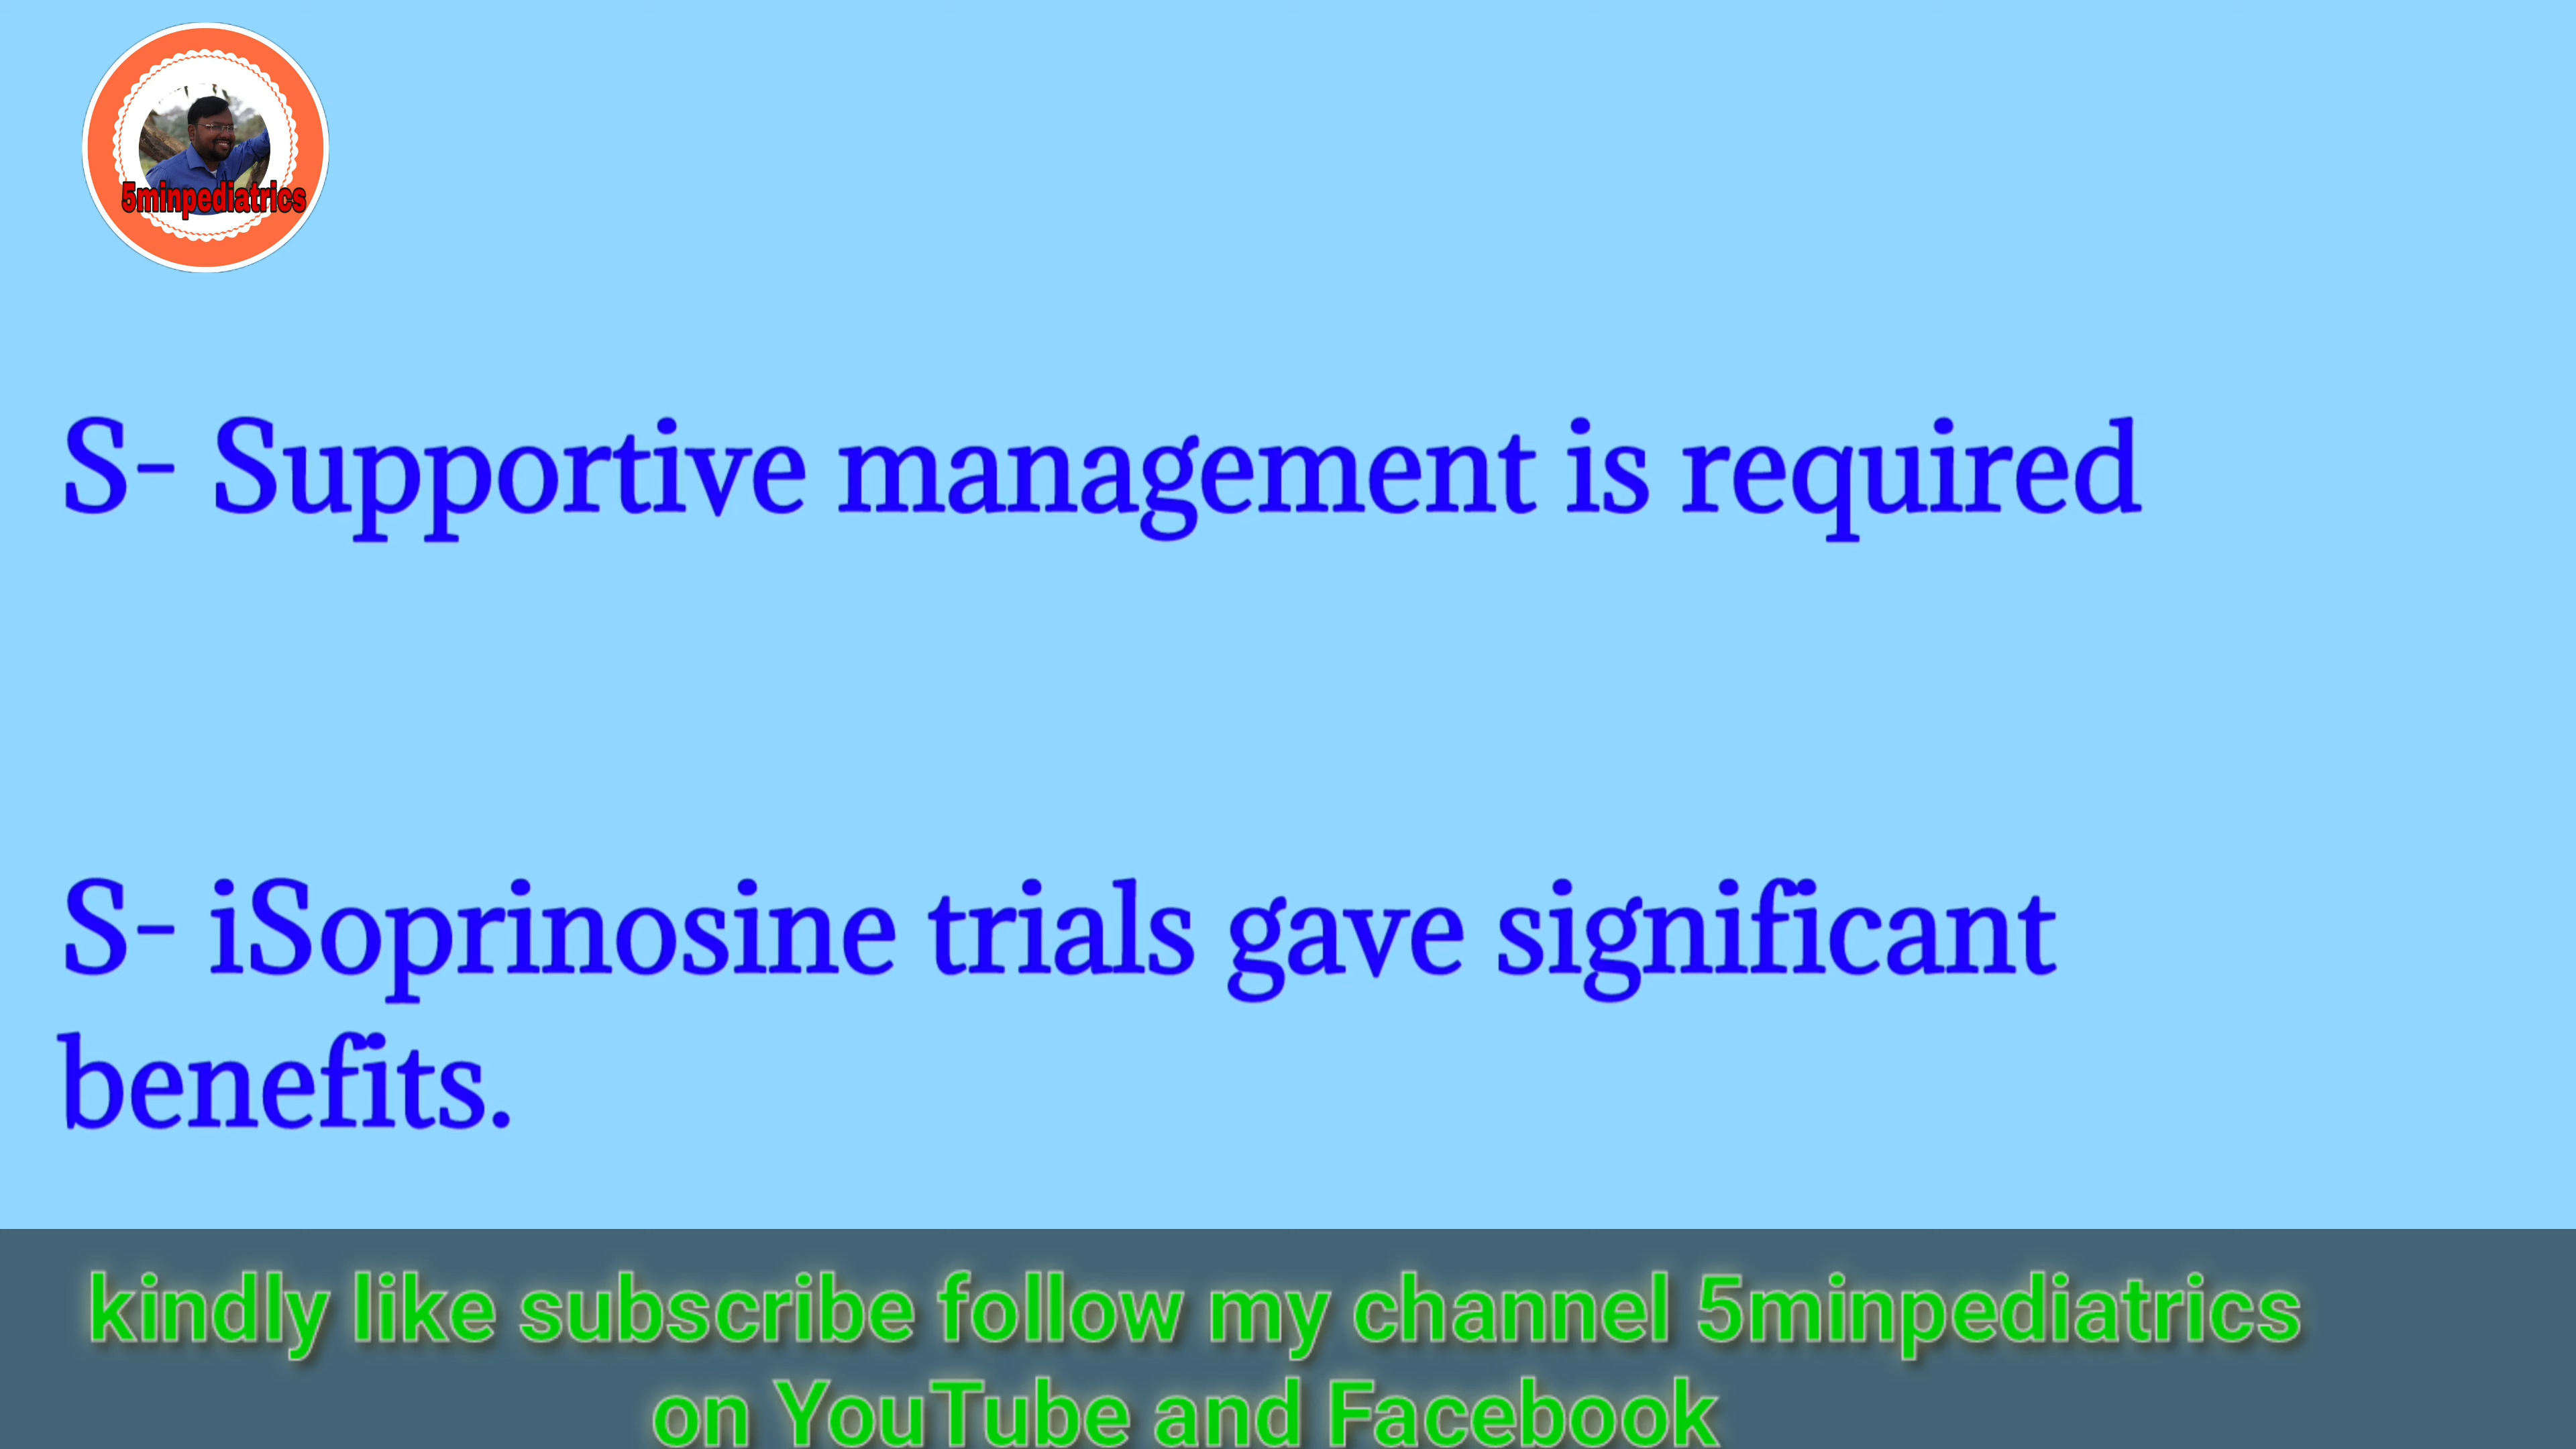 5minpediatrics
S- Supportive management is required
S- iSoprinosine trials gave significant
benefits.
kindly like subscribe follow my channel 5minpediatrics
on YouTube and Facebook